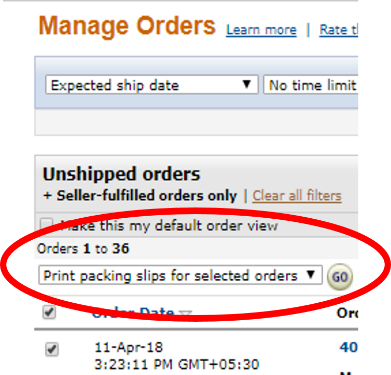 Manage Orders Learn more | Rate th
Expected ship date No time limit
Unshipped orders
+ Seller-fulfilled orders only | Clear all filters
Make this my default order view
Orders 1 to 36
Print packing slips for selected orders GO
Order Date Or
11-Apr-18 40
3:23:11 PM GMT+05:30